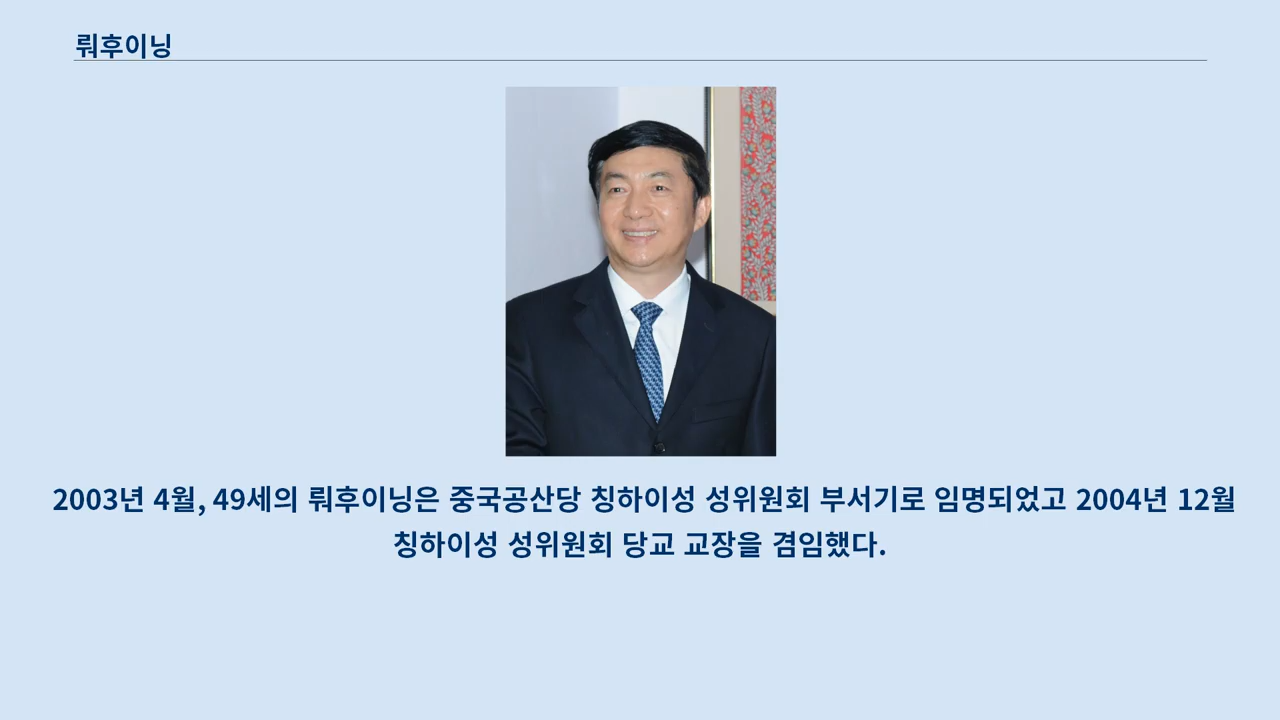 뤄후이닝
2003년 4월, 49세의 뤄후이닝은 중국공산당 칭하이성 성위원회 부서기로 임명되었고 2004년 12월
칭하이성 성위원회 당교 교장을 겸임했다.